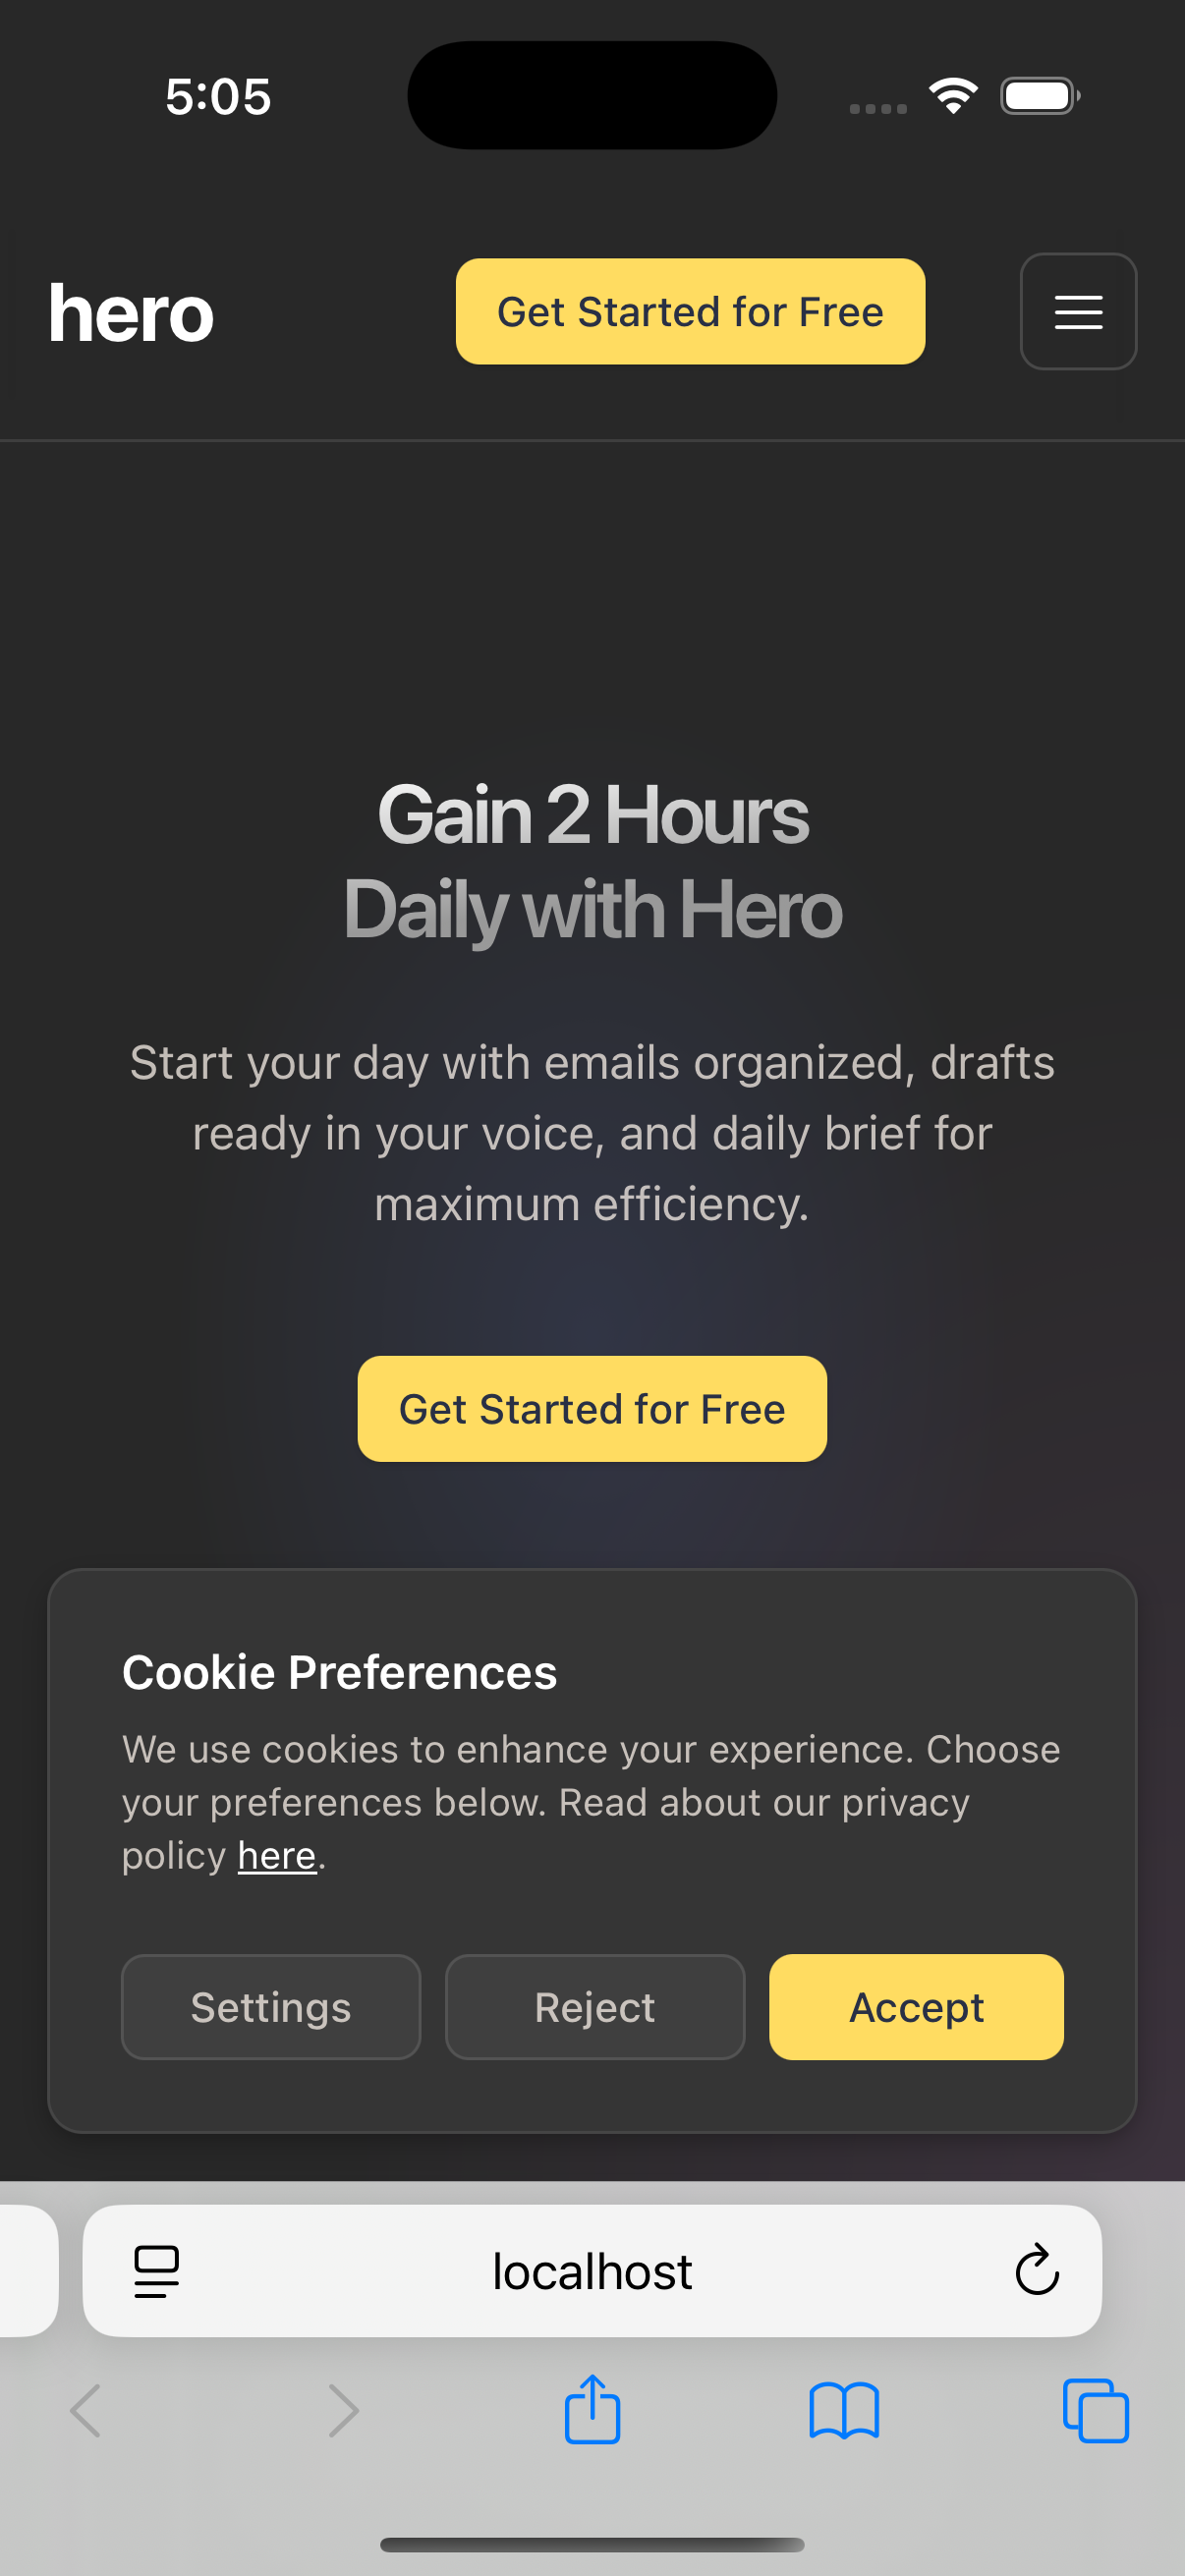 5:05
hero
Get Started for Free
Gain 2 Hours
Daily with Hero
Start your day with emails organized, drafts
ready in your voice, and daily brief for
maximum efficiency.
Get Started for Free
Cookie Preferences
We use cookies to enhance your experience. Choose
your preferences below. Read about our privacy
policy here.
Settings
Reject
Accept
localhost